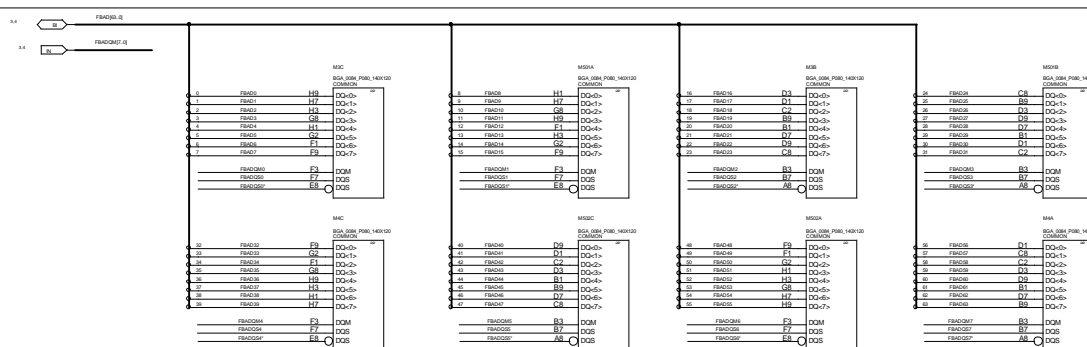 3,4 BI FBAD[63..0]
3,4 IN FBADQM[7..0]
M3C
BGA_0084_P080_140X120
COMMON
0 FBAD0 H9 DQ<0>
1 FBAD1 H7 DQ<1>
2 FBAD2 H3 DQ<2>
3 FBAD3 G8 DQ<3>
4 FBAD4 H1 DQ<4>
5 FBAD5 G2 DQ<5>
6 FBAD6 F1 DQ<6>
7 FBAD7 F9 DQ<7>
FBADQM0 F3 DQM
FBADQS0 F7 DQS
FBADQS0* E8 DQS
M501A
BGA_0084_P080_140X120
COMMON
8 FBAD8 H1 DQ<0>
9 FBAD9 H7 DQ<1>
10 FBAD10 G8 DQ<2>
11 FBAD11 H9 DQ<3>
12 FBAD12 F1 DQ<4>
13 FBAD13 H3 DQ<5>
14 FBAD14 G2 DQ<6>
15 FBAD15 F9 DQ<7>
FBADQM1 F3 DQM
FBADQS1 F7 DQS
FBADQS1* E8 DQS
M3B
BGA_0084_P080_140X120
COMMON
16 FBAD16 D3 DQ<0>
17 FBAD17 D1 DQ<1>
18 FBAD18 C2 DQ<2>
19 FBAD19 B9 DQ<3>
20 FBAD20 B1 DQ<4>
21 FBAD21 D7 DQ<5>
22 FBAD22 D9 DQ<6>
23 FBAD23 C8 DQ<7>
FBADQM2 B3 DQM
FBADQS2 B7 DQS
FBADQS2* A8 DQS
M501B
BGA_0084_P080_14
COMMON
24 FBAD24 C8 DQ<0>
25 FBAD25 B9 DQ<1>
26 FBAD26 D3 DQ<2>
27 FBAD27 D9 DQ<3>
28 FBAD28 D7 DQ<4>
29 FBAD29 B1 DQ<5>
30 FBAD30 D1 DQ<6>
31 FBAD31 C2 DQ<7>
FBADQM3 B3 DQM
FBADQS3 B7 DQS
FBADQS3* A8 DQS
M4C
BGA_0084_P080_140X120
COMMON
32 FBAD32 F9 DQ<0>
33 FBAD33 G2 DQ<1>
34 FBAD34 F1 DQ<2>
35 FBAD35 G8 DQ<3>
36 FBAD36 H9 DQ<4>
37 FBAD37 H3 DQ<5>
38 FBAD38 H1 DQ<6>
39 FBAD39 H7 DQ<7>
FBADQM4 F3 DQM
FBADQS4 F7 DQS
FBADQS4* E8 DQS
M502C
BGA_0084_P080_140X120
COMMON
40 FBAD40 D9 DQ<0>
41 FBAD41 D1 DQ<1>
42 FBAD42 C2 DQ<2>
43 FBAD43 D3 DQ<3>
44 FBAD44 B1 DQ<4>
45 FBAD45 B9 DQ<5>
46 FBAD46 D7 DQ<6>
47 FBAD47 C8 DQ<7>
FBADQM5 B3 DQM
FBADQS5 B7 DQS
FBADQS5* A8 DQS
M502A
BGA_0084_P080_140X120
COMMON
48 FBAD48 F9 DQ<0>
49 FBAD49 F1 DQ<1>
50 FBAD50 G2 DQ<2>
51 FBAD51 H1 DQ<3>
52 FBAD52 H3 DQ<4>
53 FBAD53 G8 DQ<5>
54 FBAD54 H7 DQ<6>
55 FBAD55 H9 DQ<7>
FBADQM6 F3 DQM
FBADQS6 F7 DQS
FBADQS6* E8 DQS
M4A
BGA_0084_P080_14
COMMON
56 FBAD56 D1 DQ<0>
57 FBAD57 C8 DQ<1>
58 FBAD58 C2 DQ<2>
59 FBAD59 D3 DQ<3>
60 FBAD60 D9 DQ<4>
61 FBAD61 B1 DQ<5>
62 FBAD62 D7 DQ<6>
63 FBAD63 B9 DQ<7>
FBADQM7 B3 DQM
FBADQS7 B7 DQS
FBADQS7* A8 DQS